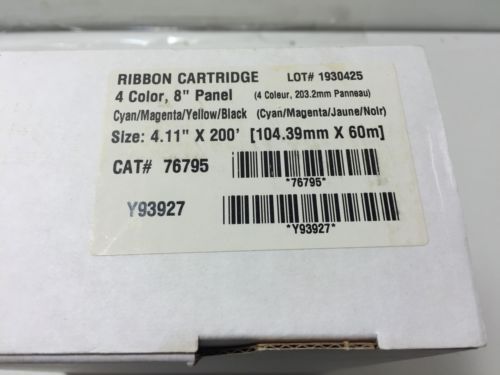 RIBBON CARTRIDGE LOT# 1930425
4 Color, 8" Panel (4 Coleur, 203.2mm Panneau)
Cyan/Magenta/Yellow/Black (Cyan/Magenta/Jaune/Noir)
Size: 4.11" X 200' [104.39mm X 60m]
CAT# 76795
*76795*
Y93927
*Y93927*